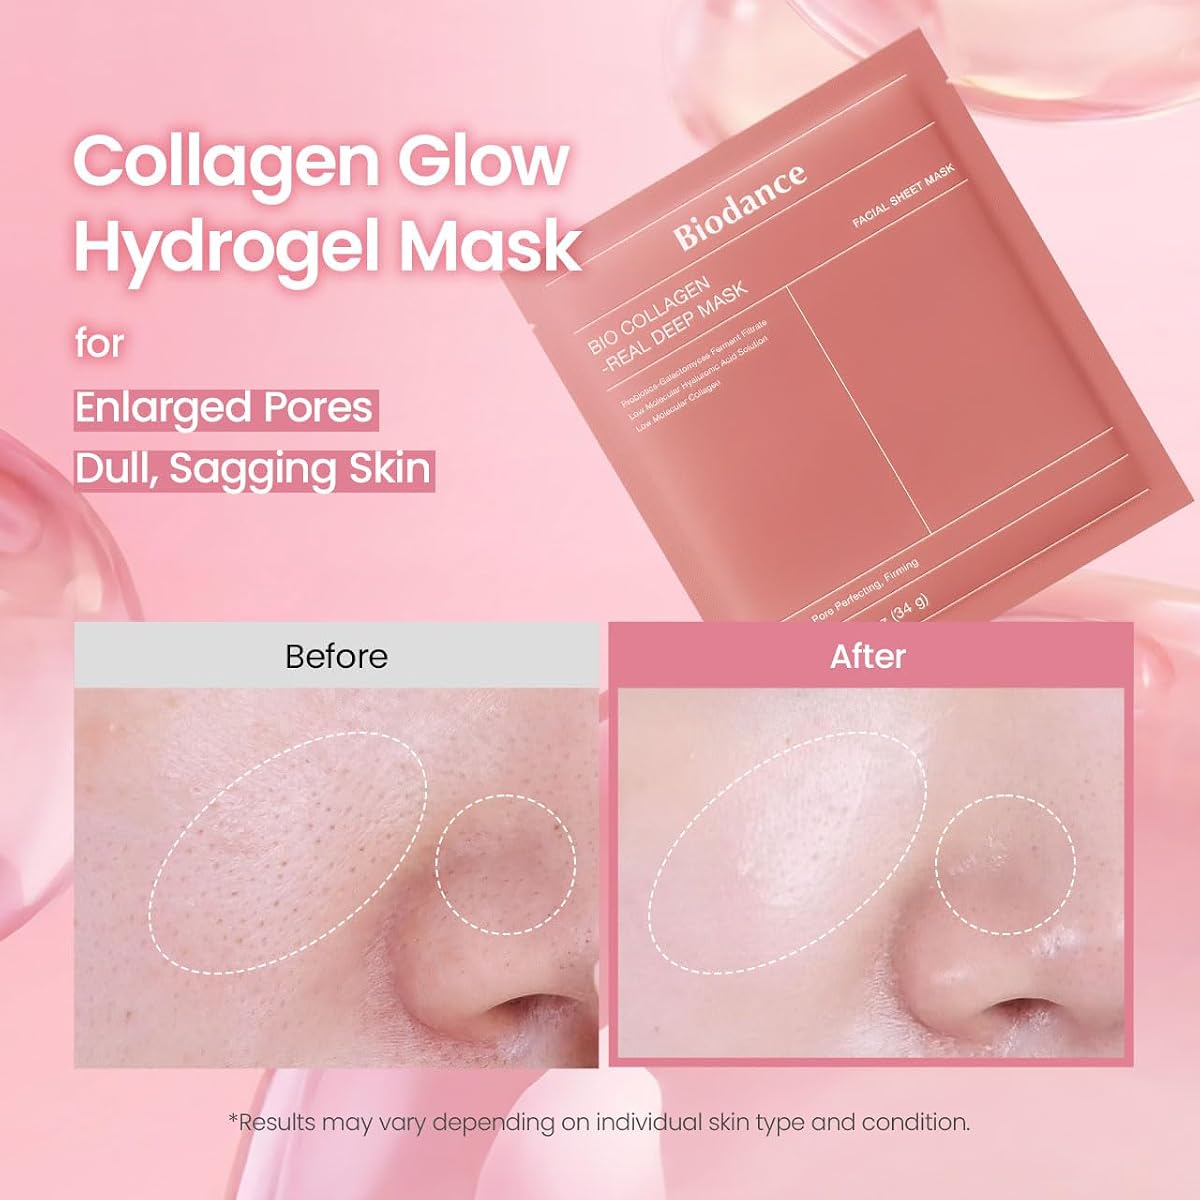 Collagen Glow
Hydrogel Mask
for
Enlarged Pores
Dull, Sagging Skin
Biodance
FACIAL SHEET MASK
BIO COLLAGEN
-REAL DEEP MASK
Probiotics-Galactomyces Ferment Filtrate
Low Molecular Hyaluronic Acid Solution
Low Molecular Collagen
Pore Perfecting, Firming
(34 g)
Before
After
*Results may vary depending on individual skin type and condition.